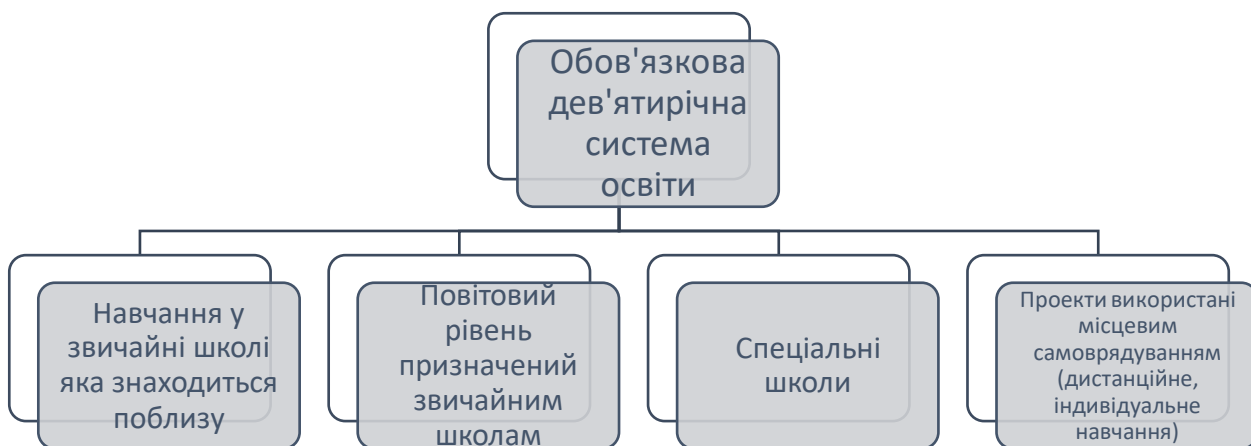 Обов'язкова
дев'ятирічна
система
освіти
Навчання у
звичайні школі
яка знаходиться
поблизу
Повітовий
рівень
призначений
звичайним
школам
Спеціальні
школи
Проекти використані
місцевим
самоврядуванням
(дистанційне,
індивідуальне
навчання)